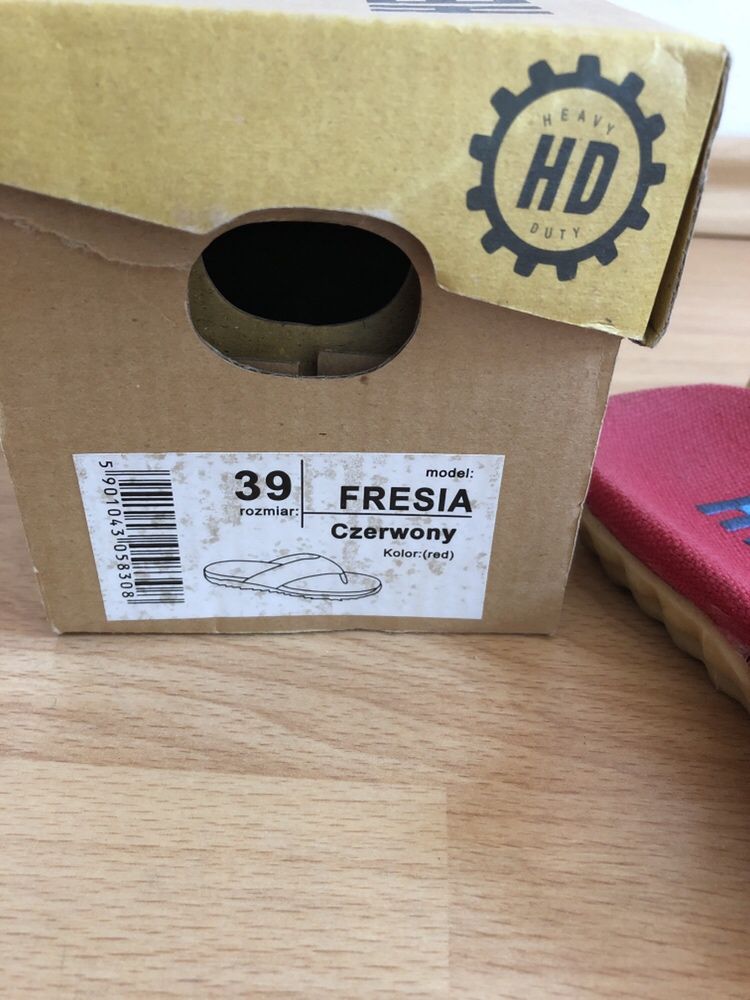 HEAVY
HD
DUTY
39
rozmiar:
model:
FRESIA
Czerwony
Kolor:(red)
5901043058308